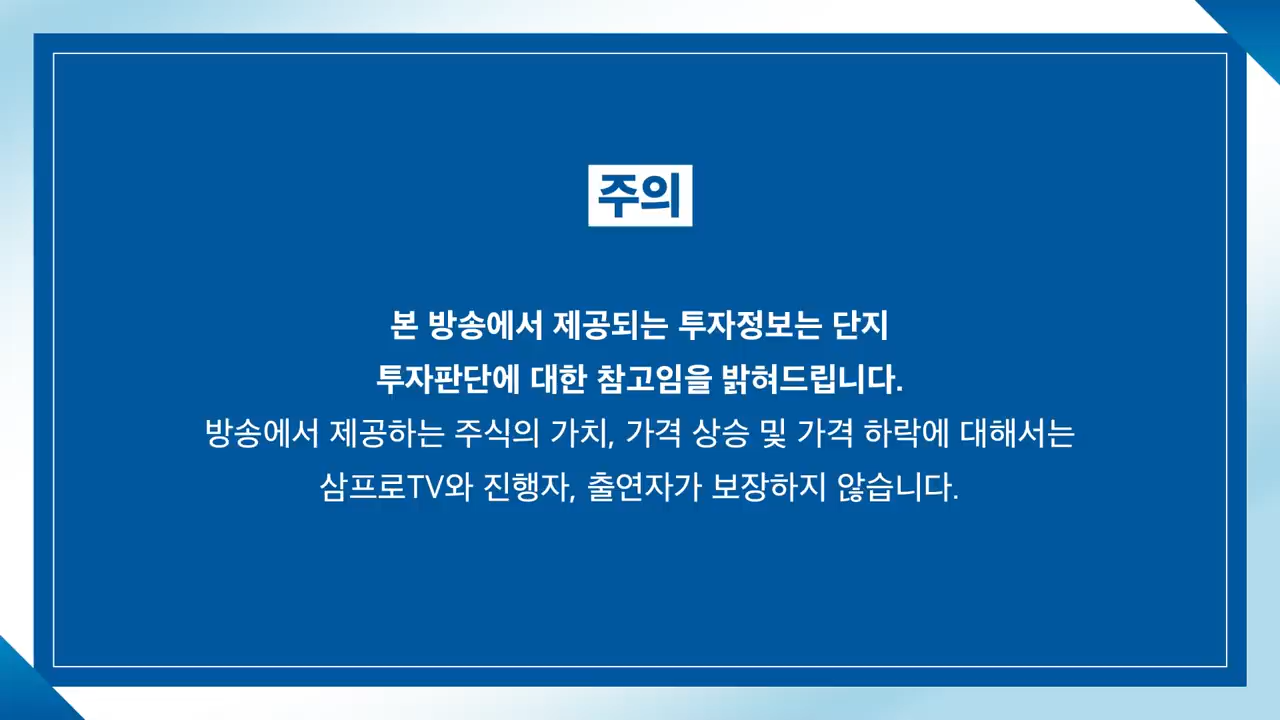 주의
본 방송에서 제공되는 투자정보는 단지
투자판단에 대한 참고임을 밝혀드립니다.
방송에서 제공하는 주식의 가치, 가격 상승 및 가격 하락에 대해서는
삼프로TV와 진행자, 출연자가 보장하지 않습니다.